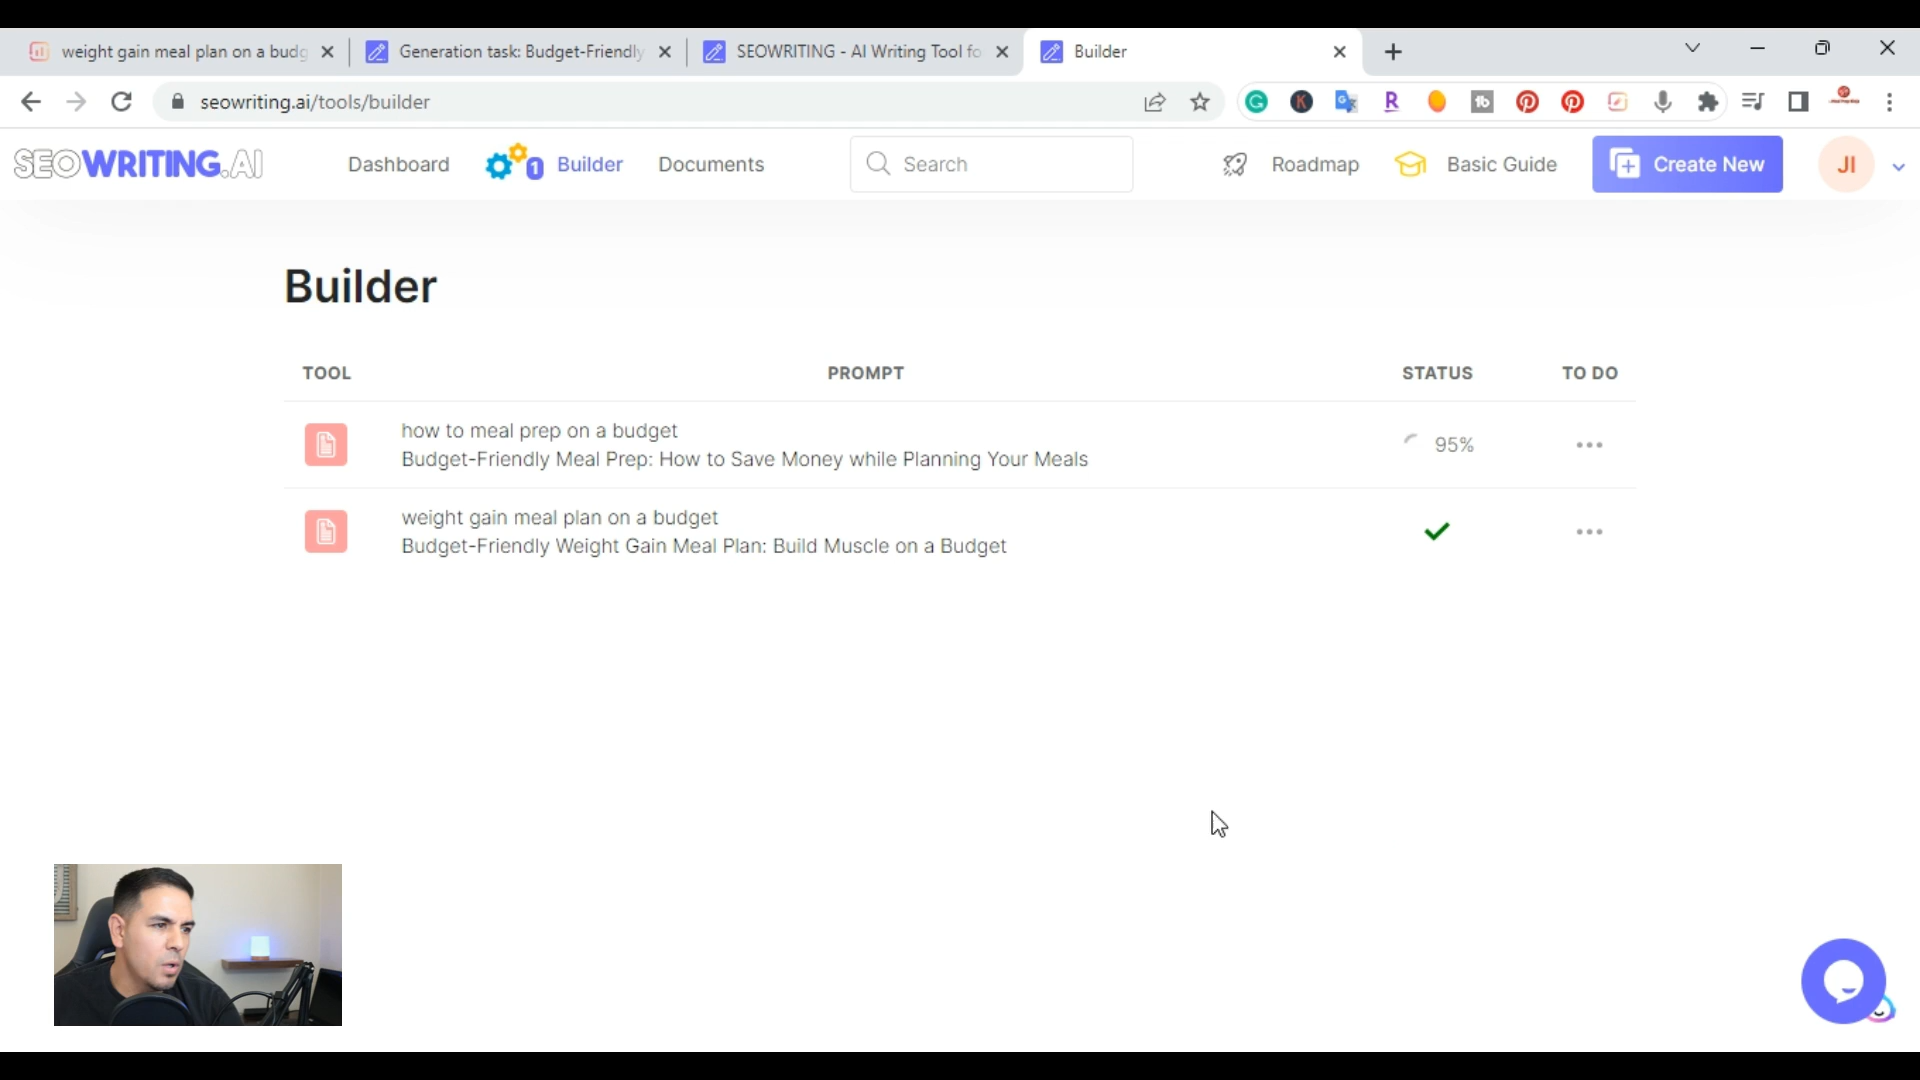 weight gain meal plan on a budg
Generation task: Budget-Friendly
SEOWRITING - AI Writing Tool fo
Builder
seowriting.ai/tools/builder
SEOWRITING.AI
Dashboard
1
Builder
Documents
Search
Roadmap
Basic Guide
Create New
JI
Builder
TOOL
PROMPT
STATUS
TO DO
how to meal prep on a budget
Budget-Friendly Meal Prep: How to Save Money while Planning Your Meals
95%
weight gain meal plan on a budget
Budget-Friendly Weight Gain Meal Plan: Build Muscle on a Budget